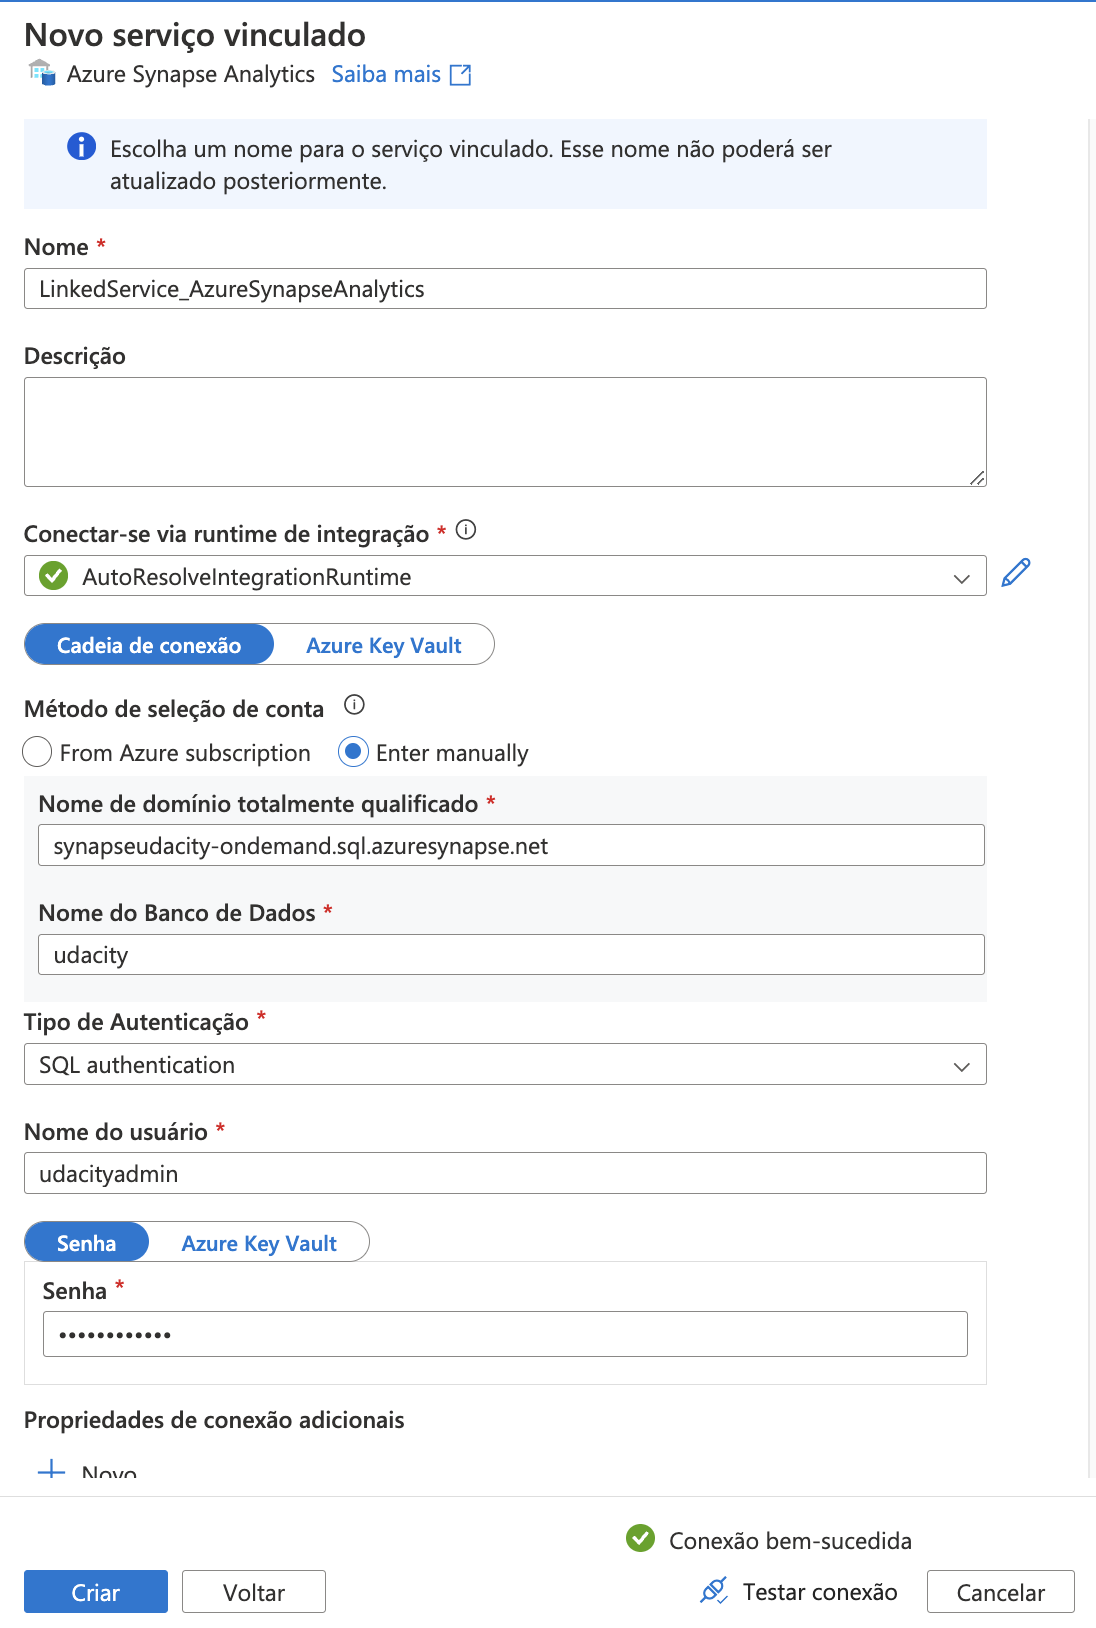 Novo serviço vinculado
Azure Synapse Analytics Saiba mais
Escolha um nome para o serviço vinculado. Esse nome não poderá ser
atualizado posteriormente.
Nome *
LinkedService_AzureSynapseAnalytics
Descrição
Conectar-se via runtime de integração *
AutoResolveIntegrationRuntime
Cadeia de conexão Azure Key Vault
Método de seleção de conta
From Azure subscription Enter manually
Nome de domínio totalmente qualificado *
synapseudacity-ondemand.sql.azuresynapse.net
Nome do Banco de Dados *
udacity
Tipo de Autenticação *
SQL authentication
Nome do usuário *
udacityadmin
Senha Azure Key Vault
Senha *
••••••••••••
Propriedades de conexão adicionais
Novo
Conexão bem-sucedida
Criar Voltar Testar conexão Cancelar